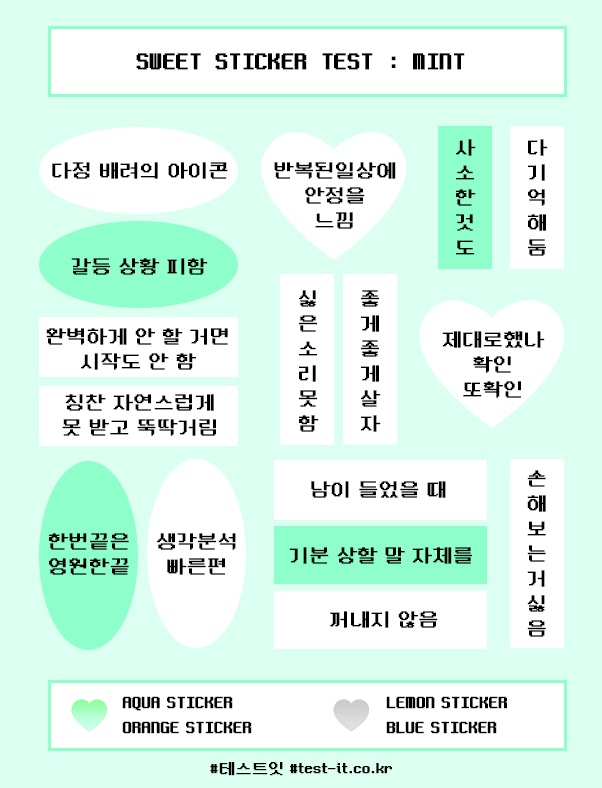 SWEET STICKER TEST : MINT
다정 배려의 아이콘
갈등 상황 피함
완벽하게 안 할 거면
시작도 안 함
칭찬 자연스럽게
못 받고 뚝딱거림
반복된일상에
안정을
느낌
사소한것도
다기억해둠
싫은소리못함
좋게좋게살자
제대로했나
확인
또확인
한번끝은
영원한끝
생각분석
빠른편
남이 들었을 때
기분 상할 말 자체를
꺼내지 않음
손해보는거싫음
AQUA STICKER
ORANGE STICKER
LEMON STICKER
BLUE STICKER
#테스트잇 #test-it.co.kr